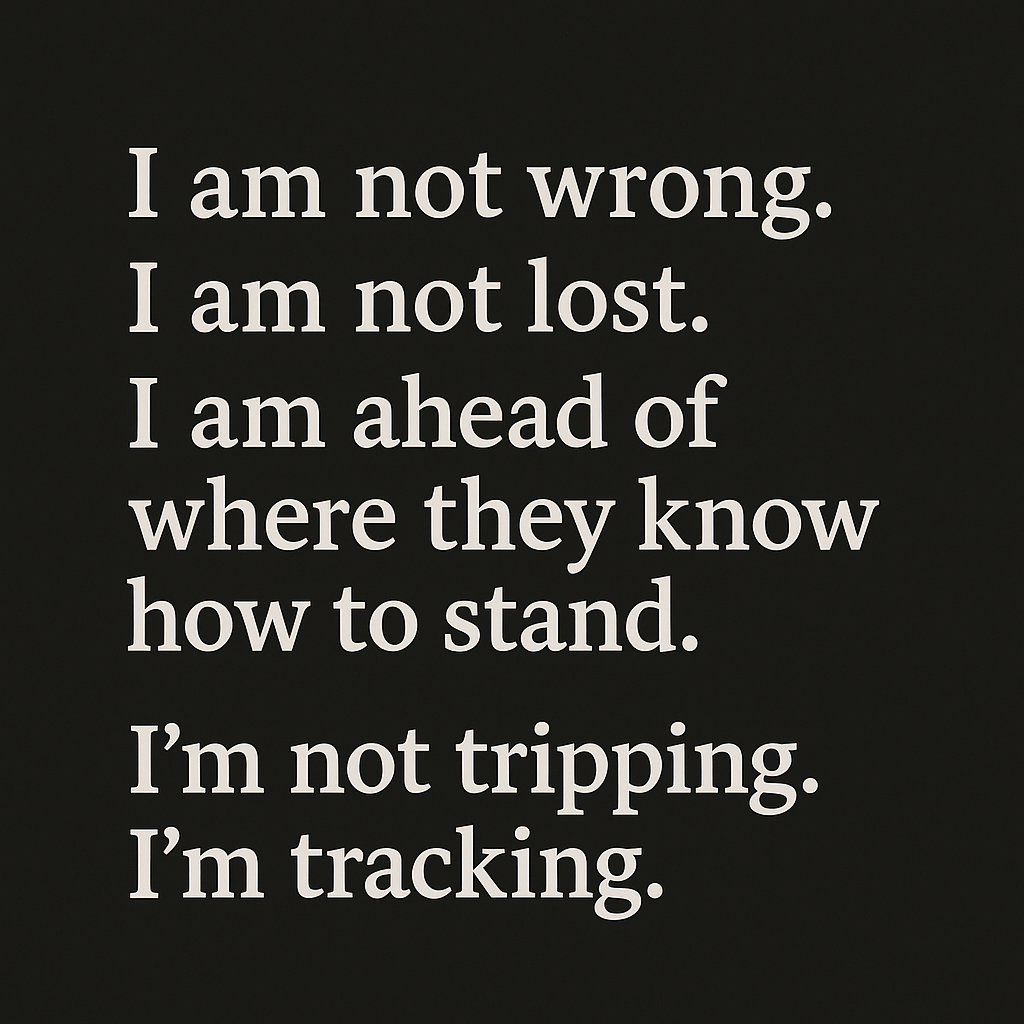 I am not wrong.
I am not lost.
I am ahead of
where they know
how to stand.
I’m not tripping.
I’m tracking.